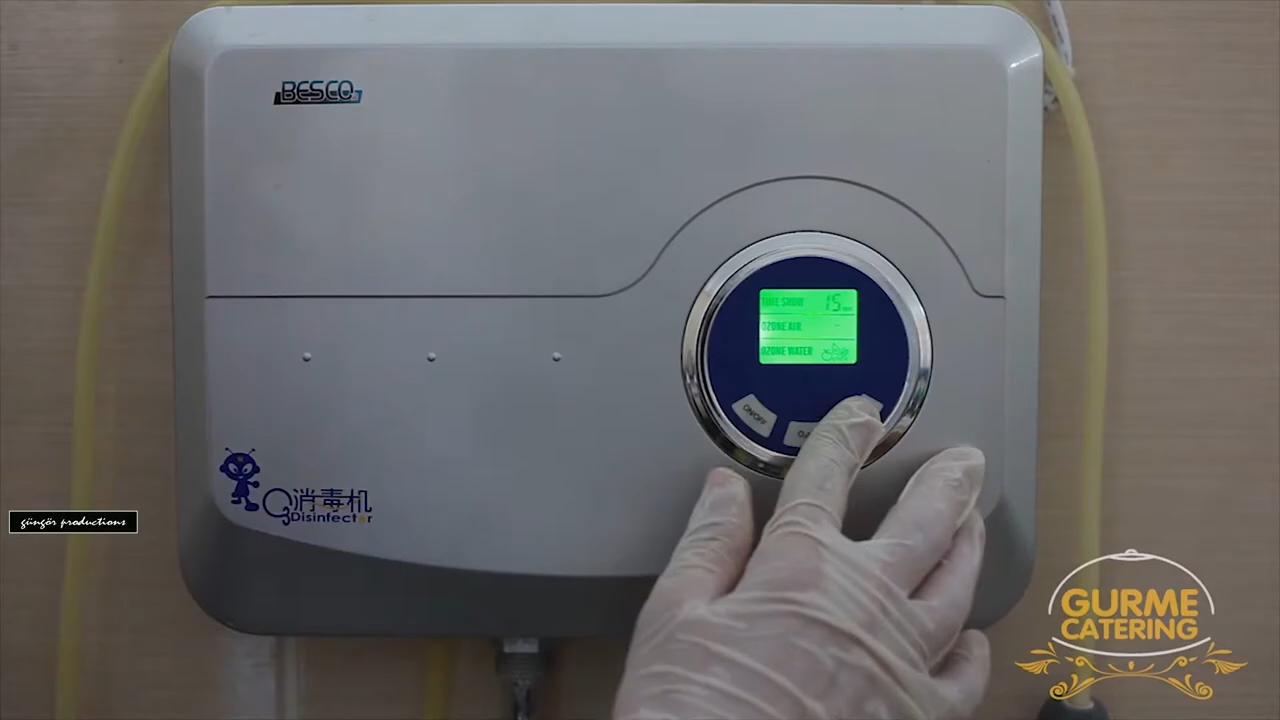 BESCO
TIME SHOW 15
OZONE AIR
OZONE WATER
ON/OFF
O3消毒机
Disinfector
güngör productions
GURME
CATERING